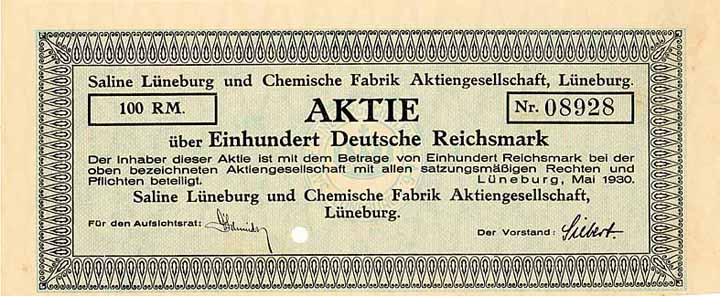 Saline Lüneburg und Chemische Fabrik Aktiengesellschaft, Lüneburg.
100 RM.
AKTIE
Nr. 08928
über Einhundert Deutsche Reichsmark
Der Inhaber dieser Aktie ist mit dem Betrage von Einhundert Reichsmark bei der
oben bezeichneten Aktiengesellschaft mit allen satzungsmäßigen Rechten und
Pflichten beteiligt.
Lüneburg, Mai 1930.
Saline Lüneburg und Chemische Fabrik Aktiengesellschaft,
Lüneburg.
Für den Aufsichtsrat:
Der Vorstand: Siebert.